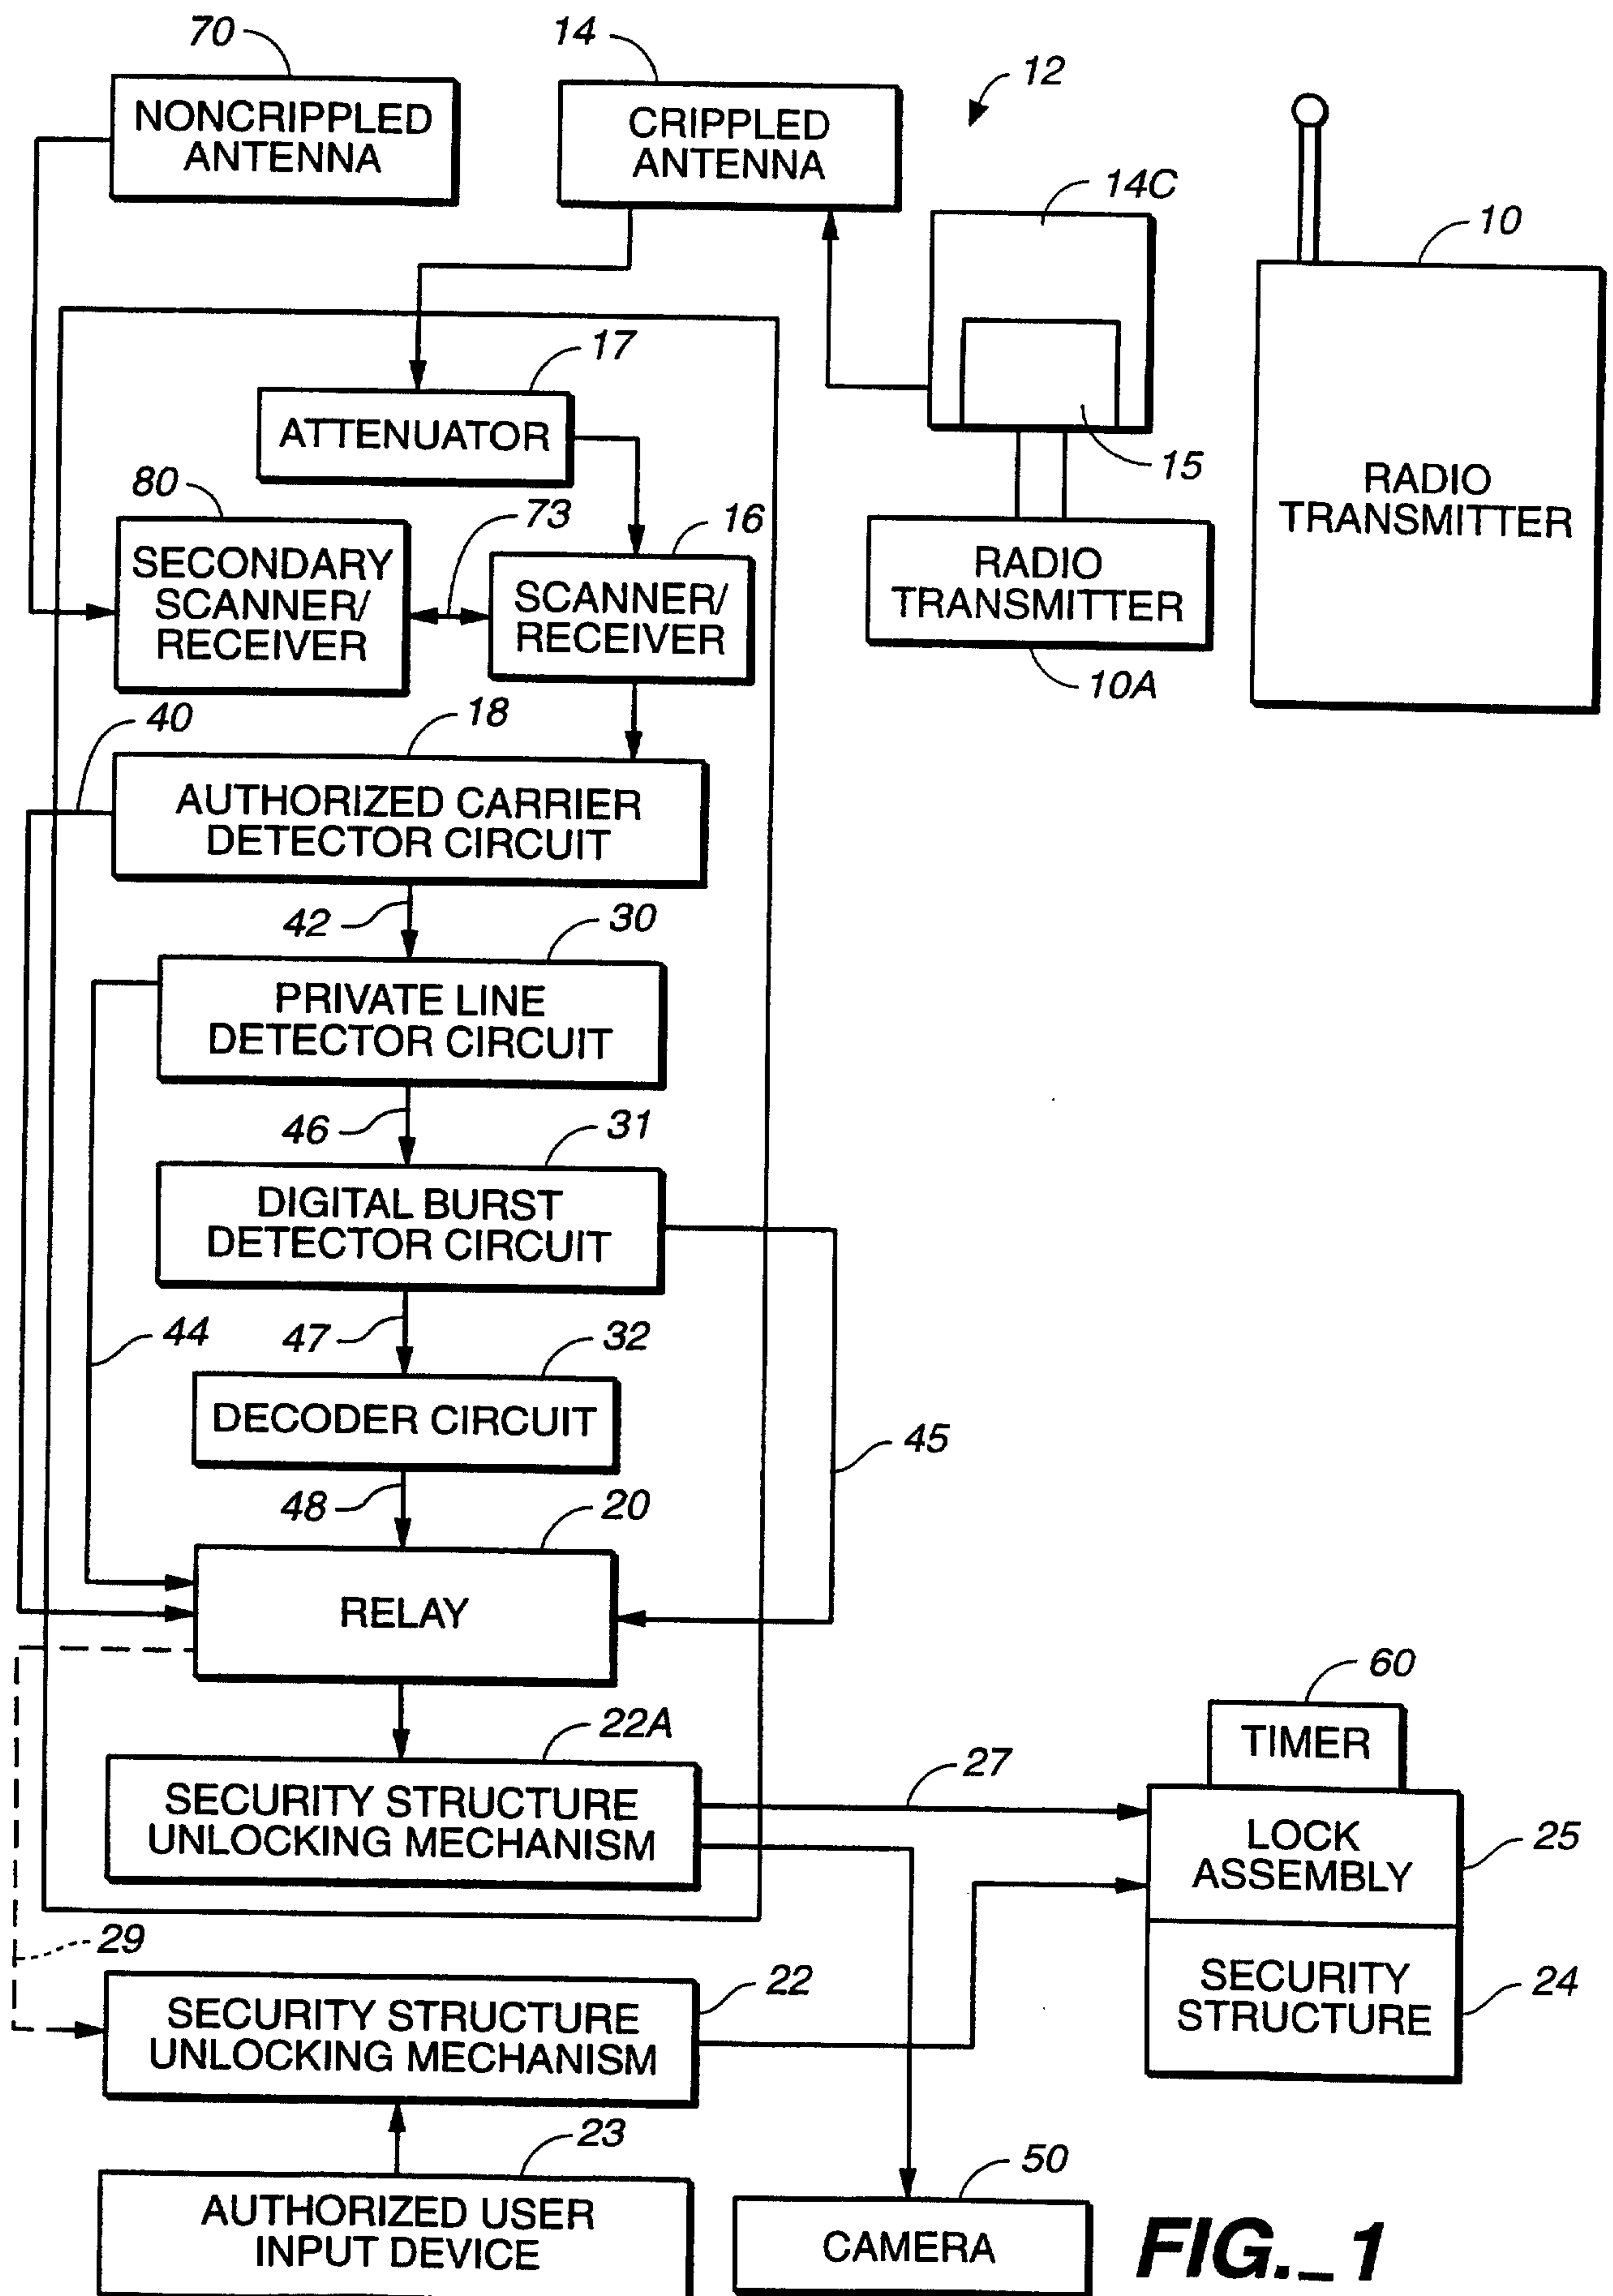 70
14
12
NONCRIPPLED
ANTENNA
CRIPPLED
ANTENNA
14C
10
17
ATTENUATOR
15
RADIO
TRANSMITTER
80
73
16
SECONDARY
SCANNER/
RECEIVER
SCANNER/
RECEIVER
RADIO
TRANSMITTER
10A
40
18
AUTHORIZED CARRIER
DETECTOR CIRCUIT
42
30
PRIVATE LINE
DETECTOR CIRCUIT
46
31
DIGITAL BURST
DETECTOR CIRCUIT
44
47
32
DECODER CIRCUIT
45
48
20
RELAY
60
TIMER
22A
27
SECURITY STRUCTURE
UNLOCKING MECHANISM
LOCK
ASSEMBLY
25
29
22
SECURITY STRUCTURE
UNLOCKING MECHANISM
SECURITY
STRUCTURE
24
23
50
AUTHORIZED USER
INPUT DEVICE
CAMERA
FIG._1